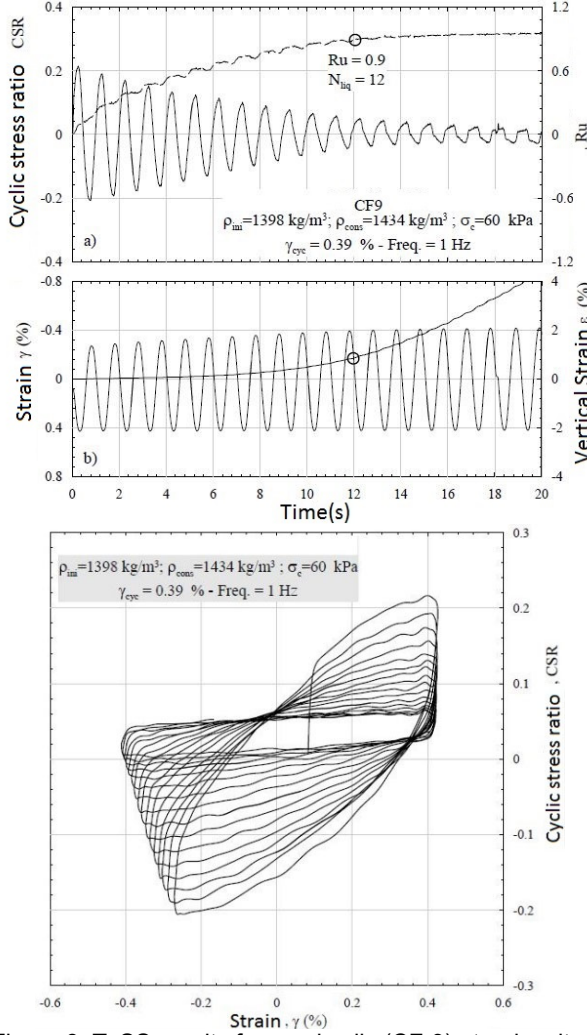 Cyclic stress ratio CSR
0.4
0.2
0
-0.2
-0.4
1.2
0.6
0
-0.6
-1.2
, Ru
Ru = 0.9
N_liq = 12
CF9
ρ_ini=1398 kg/m³; ρ_cons=1434 kg/m³ ; σ_c=60 kPa
γ_cyc = 0.39 % - Freq. = 1 Hz
a)
Strain γ (%)
-0.8
-0.4
0
0.4
0.8
4
2
0
-2
-4
Vertical Strain ε (%)
b)
0 2 4 6 8 10 12 14 16 18 20
Time(s)
ρ_ini=1398 kg/m³; ρ_cons=1434 kg/m³ ; σ_c=60 kPa
γ_cyc = 0.39 % - Freq. = 1 Hz
0.3
0.2
0.1
0
-0.1
-0.2
-0.3
Cyclic stress ratio , CSR
-0.6 -0.4 -0.2 0 0.2 0.4 0.6
Strain , γ (%)